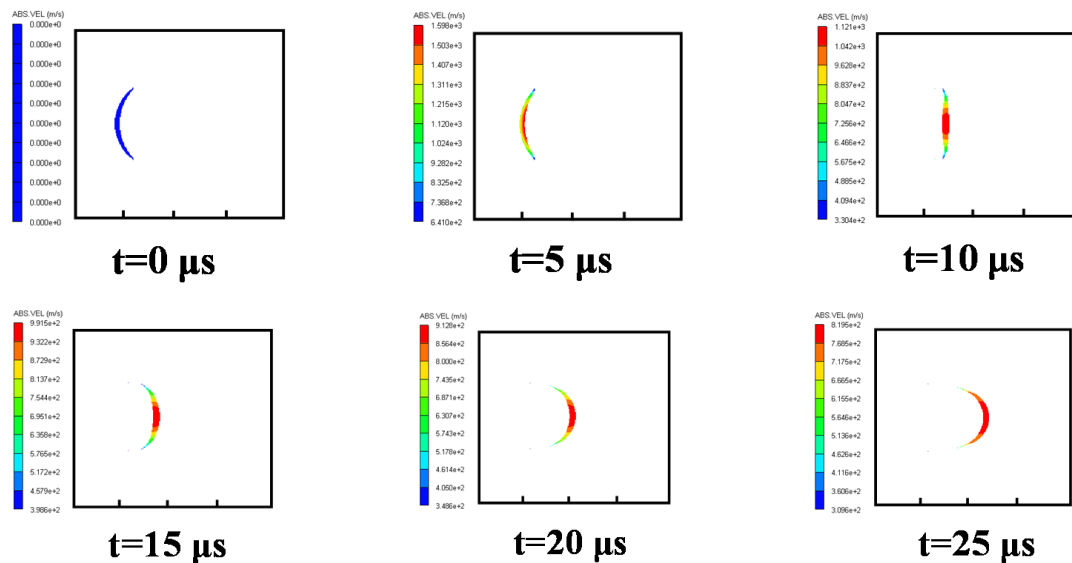 ABS.VEL (m/s)
0.000e+0
0.000e+0
0.000e+0
0.000e+0
0.000e+0
0.000e+0
0.000e+0
0.000e+0
0.000e+0
0.000e+0
0.000e+0
t=0 µs
ABS.VEL (m/s)
1.598e+3
1.503e+3
1.407e+3
1.311e+3
1.215e+3
1.120e+3
1.024e+3
9.282e+2
8.325e+2
7.368e+2
6.410e+2
t=5 µs
ABS.VEL (m/s)
1.121e+3
1.042e+3
9.628e+2
8.837e+2
8.047e+2
7.256e+2
6.466e+2
5.675e+2
4.885e+2
4.094e+2
3.304e+2
t=10 µs
ABS.VEL (m/s)
9.915e+2
9.322e+2
8.729e+2
8.137e+2
7.544e+2
6.951e+2
6.358e+2
5.765e+2
5.172e+2
4.579e+2
3.986e+2
t=15 µs
ABS.VEL (m/s)
9.128e+2
8.564e+2
8.000e+2
7.435e+2
6.871e+2
6.307e+2
5.743e+2
5.178e+2
4.614e+2
4.050e+2
3.486e+2
t=20 µs
ABS.VEL (m/s)
8.195e+2
7.685e+2
7.175e+2
6.665e+2
6.155e+2
5.646e+2
5.136e+2
4.626e+2
4.116e+2
3.606e+2
3.096e+2
t=25 µs